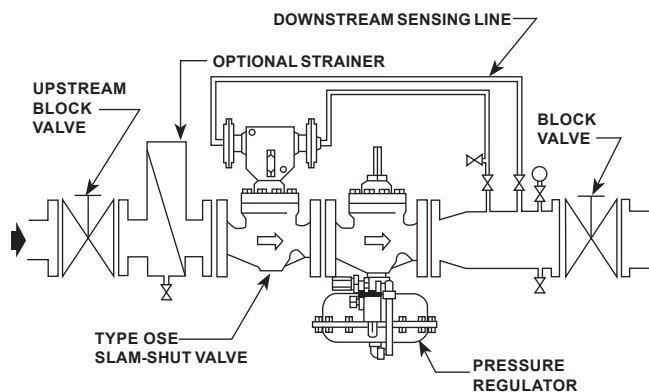 DOWNSTREAM SENSING LINE
OPTIONAL STRAINER
UPSTREAM
BLOCK
VALVE
BLOCK
VALVE
TYPE OSE
SLAM-SHUT VALVE
PRESSURE
REGULATOR